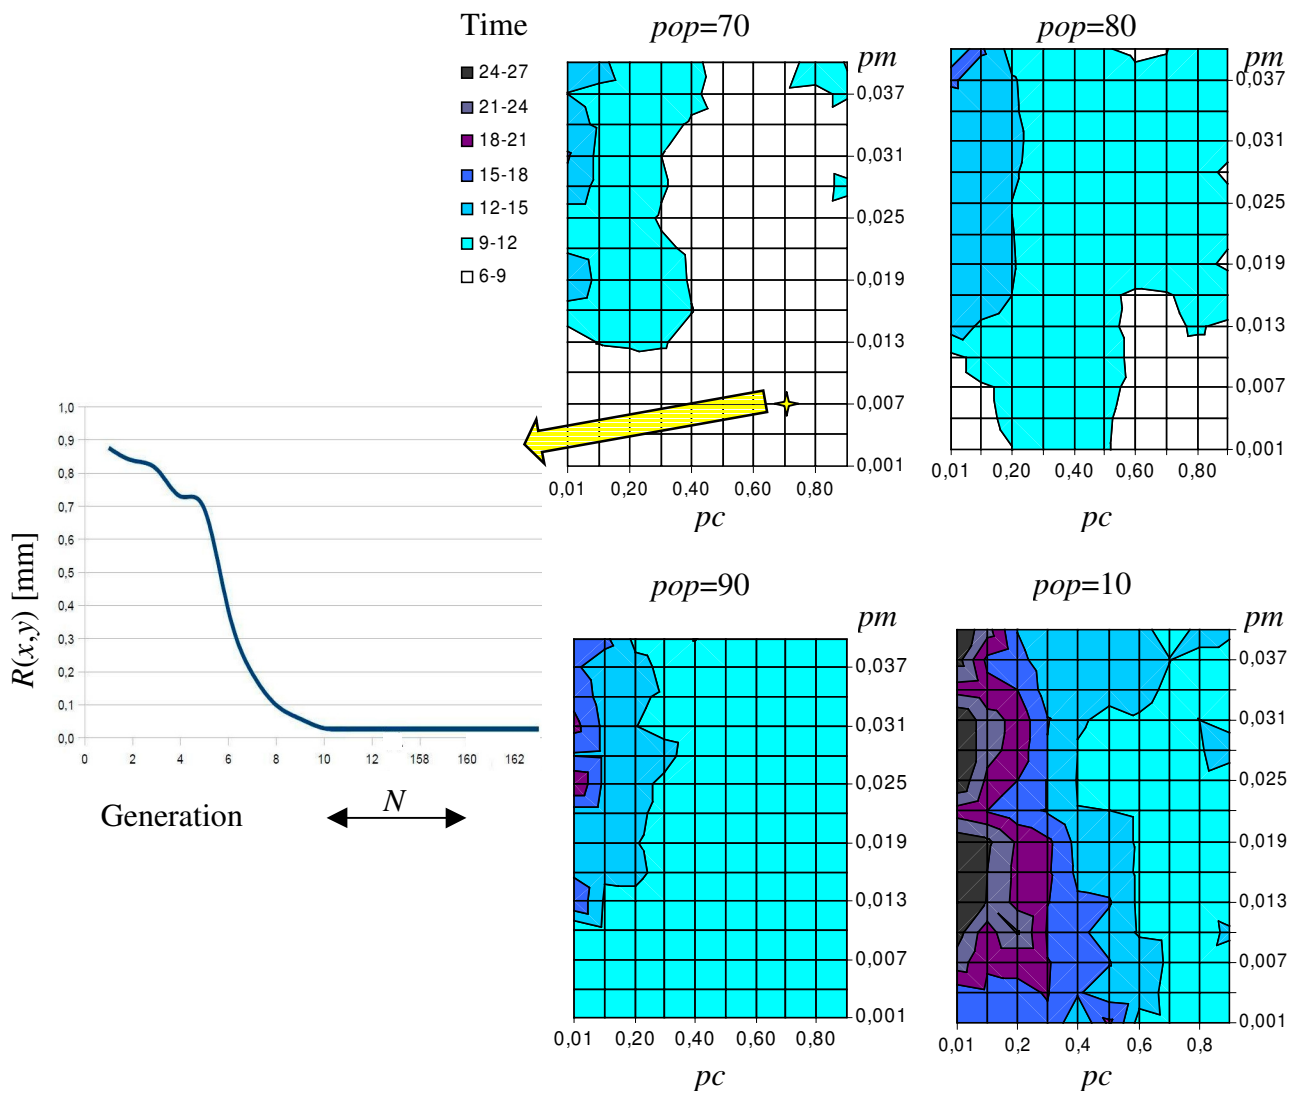 Time
24-27
21-24
18-21
15-18
12-15
9-12
6-9
pop=70
pm
0,037
0,031
0,025
0,019
0,013
0,007
0,001
0,01 0,20 0,40 0,60 0,80
pc
pop=80
pm
0,037
0,031
0,025
0,019
0,013
0,007
0,001
0,01 0,20 0,40 0,60 0,80
pc
R(x,y) [mm]
1,0
0,9
0,8
0,7
0,6
0,5
0,4
0,3
0,2
0,1
0,0
0 2 4 6 8 10 12 158 160 162
Generation
N
pop=90
pm
0,037
0,031
0,025
0,019
0,013
0,007
0,001
0,01 0,20 0,40 0,60 0,80
pc
pop=10
pm
0,037
0,031
0,025
0,019
0,013
0,007
0,001
0,01 0,2 0,4 0,6 0,8
pc